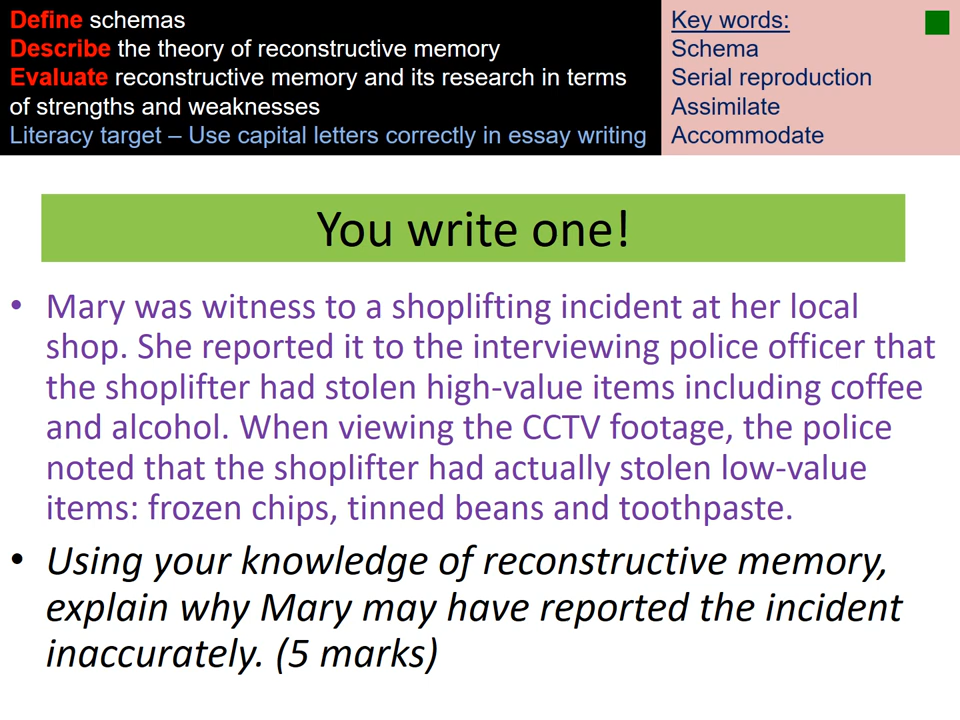 Define schemas
Describe the theory of reconstructive memory
Evaluate reconstructive memory and its research in terms
of strengths and weaknesses
Literacy target – Use capital letters correctly in essay writing
Key words:
Schema
Serial reproduction
Assimilate
Accommodate
You write one!
• Mary was witness to a shoplifting incident at her local
shop. She reported it to the interviewing police officer that
the shoplifter had stolen high-value items including coffee
and alcohol. When viewing the CCTV footage, the police
noted that the shoplifter had actually stolen low-value
items: frozen chips, tinned beans and toothpaste.
• Using your knowledge of reconstructive memory,
explain why Mary may have reported the incident
inaccurately. (5 marks)